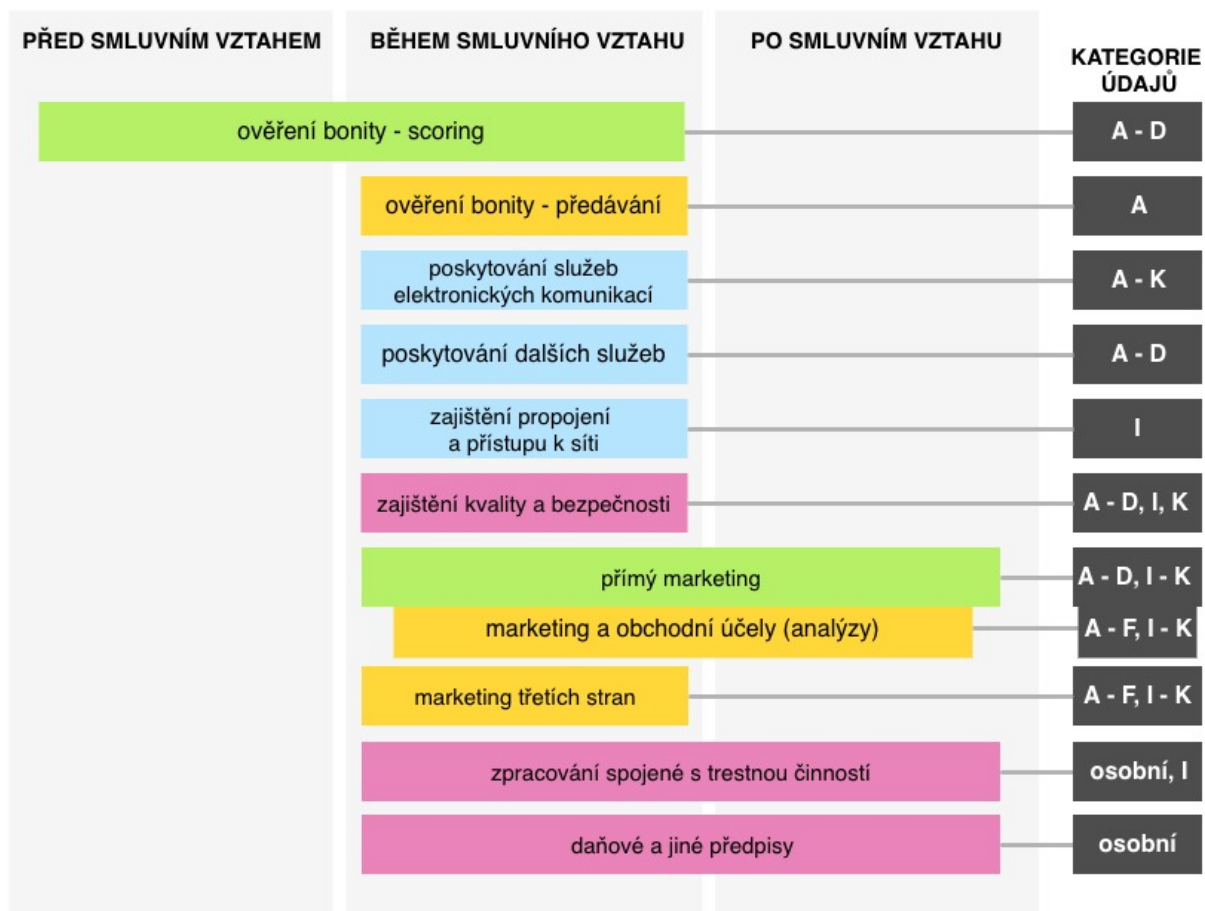 PŘED SMLUVNÍM VZTAHEM
BĚHEM SMLUVNÍHO VZTAHU
PO SMLUVNÍM VZTAHU
KATEGORIE
ÚDAJŮ
ověření bonity - scoring
A - D
ověření bonity - předávání
A
poskytování služeb
elektronických komunikací
A - K
poskytování dalších služeb
A - D
zajištění propojení
a přístupu k síti
I
zajištění kvality a bezpečnosti
A - D, I, K
přímý marketing
A - D, I - K
marketing a obchodní účely (analýzy)
A - F, I - K
marketing třetích stran
A - F, I - K
zpracování spojené s trestnou činností
osobní, I
daňové a jiné předpisy
osobní